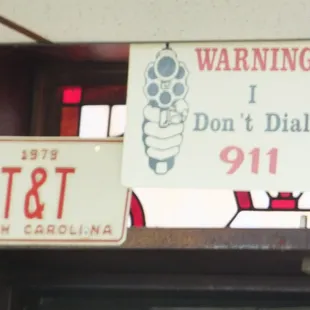 WARNING
I
Don't Dial
911
1979
T&T
H CAROLINA